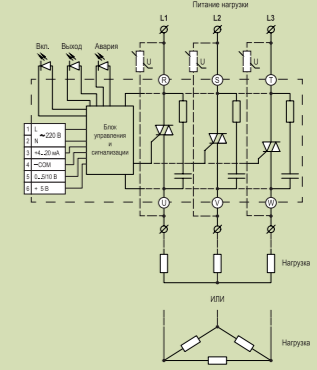 Питание нагрузки
L1 L2 L3
Вкл. Выход Авария
U U U
R S T
Блок
управления
и
сигнализации
1 L
~220 В
2 N
3 +4...20 мА
4 —COM
5 0...5/10 В
6 + 5 В
U V W
Нагрузка
ИЛИ
Нагрузка